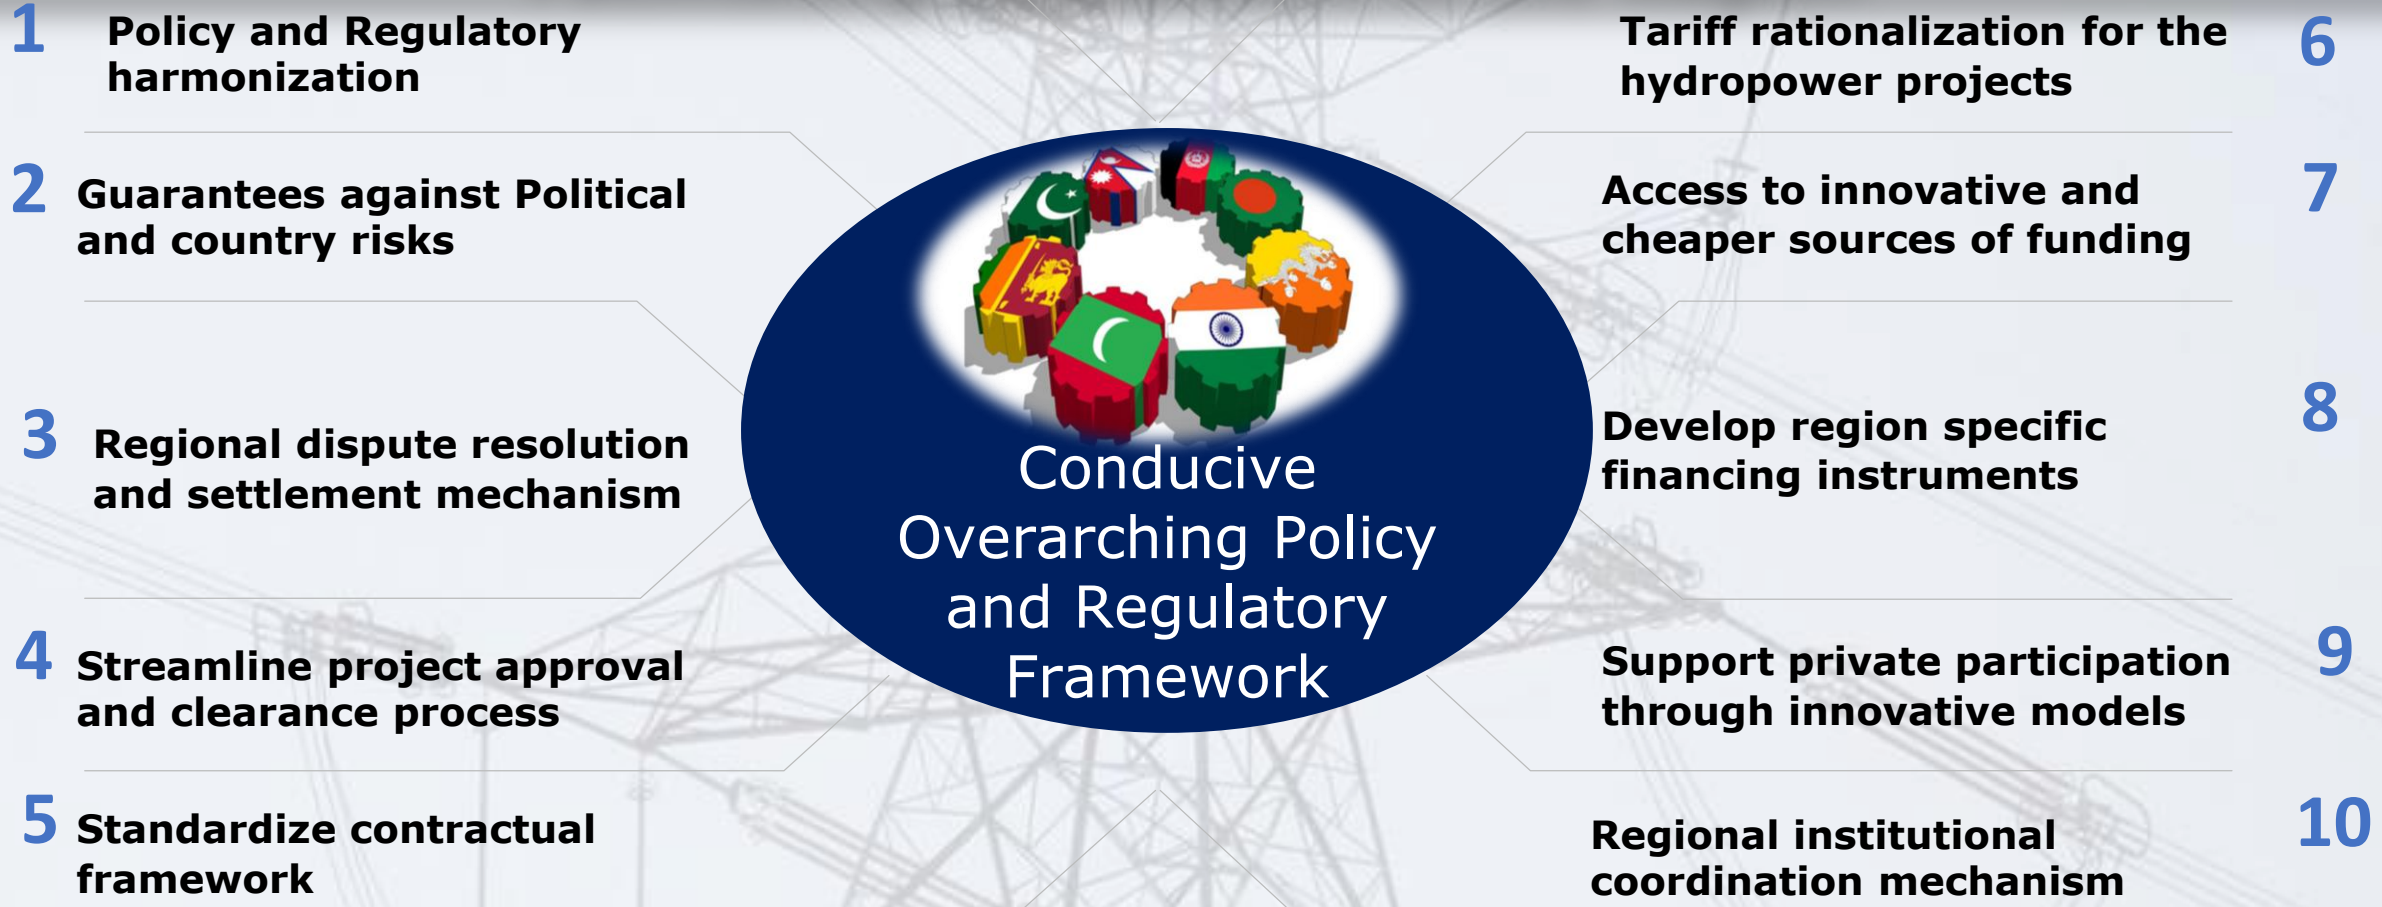 1
Policy and Regulatory
harmonization
2
Guarantees against Political
and country risks
3
Regional dispute resolution
and settlement mechanism
4
Streamline project approval
and clearance process
5
Standardize contractual
framework
Conducive
Overarching Policy
and Regulatory
Framework
Tariff rationalization for the
hydropower projects
6
Access to innovative and
cheaper sources of funding
7
Develop region specific
financing instruments
8
Support private participation
through innovative models
9
Regional institutional
coordination mechanism
10